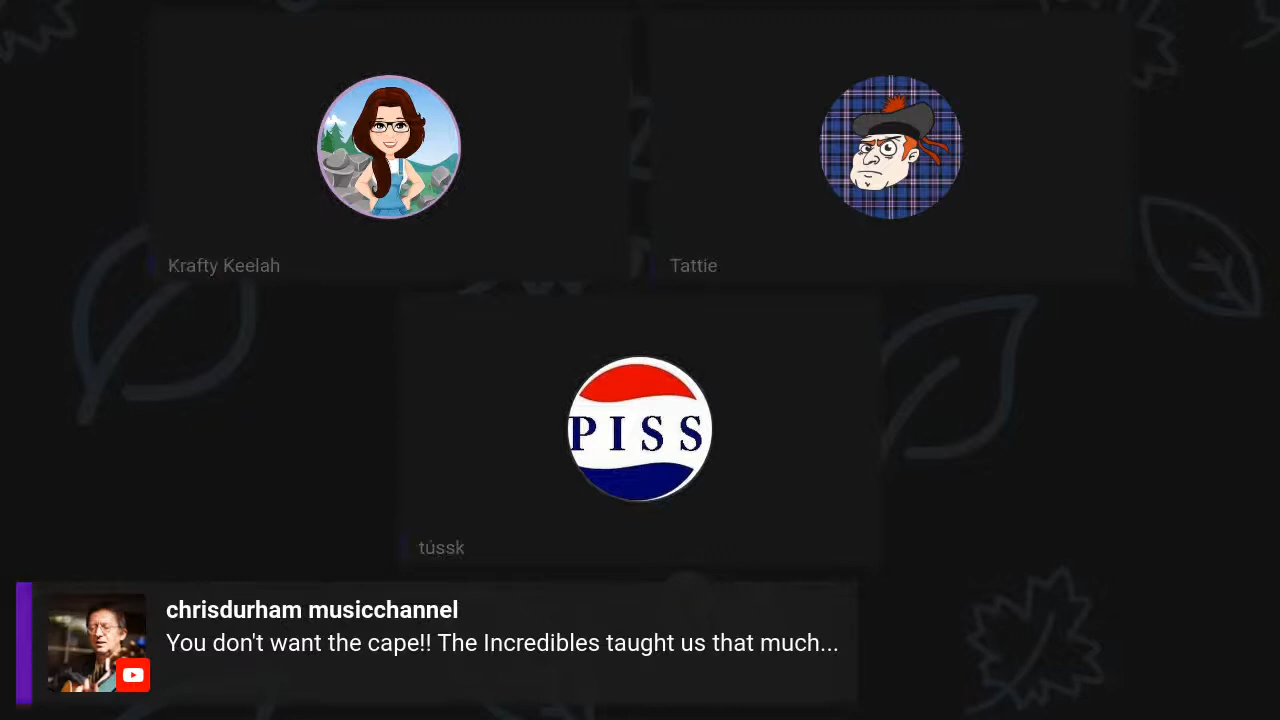 Krafty Keelah
Tattie
PISS
tússk
chrisdurham musicchannel
You don't want the cape!! The Incredibles taught us that much...